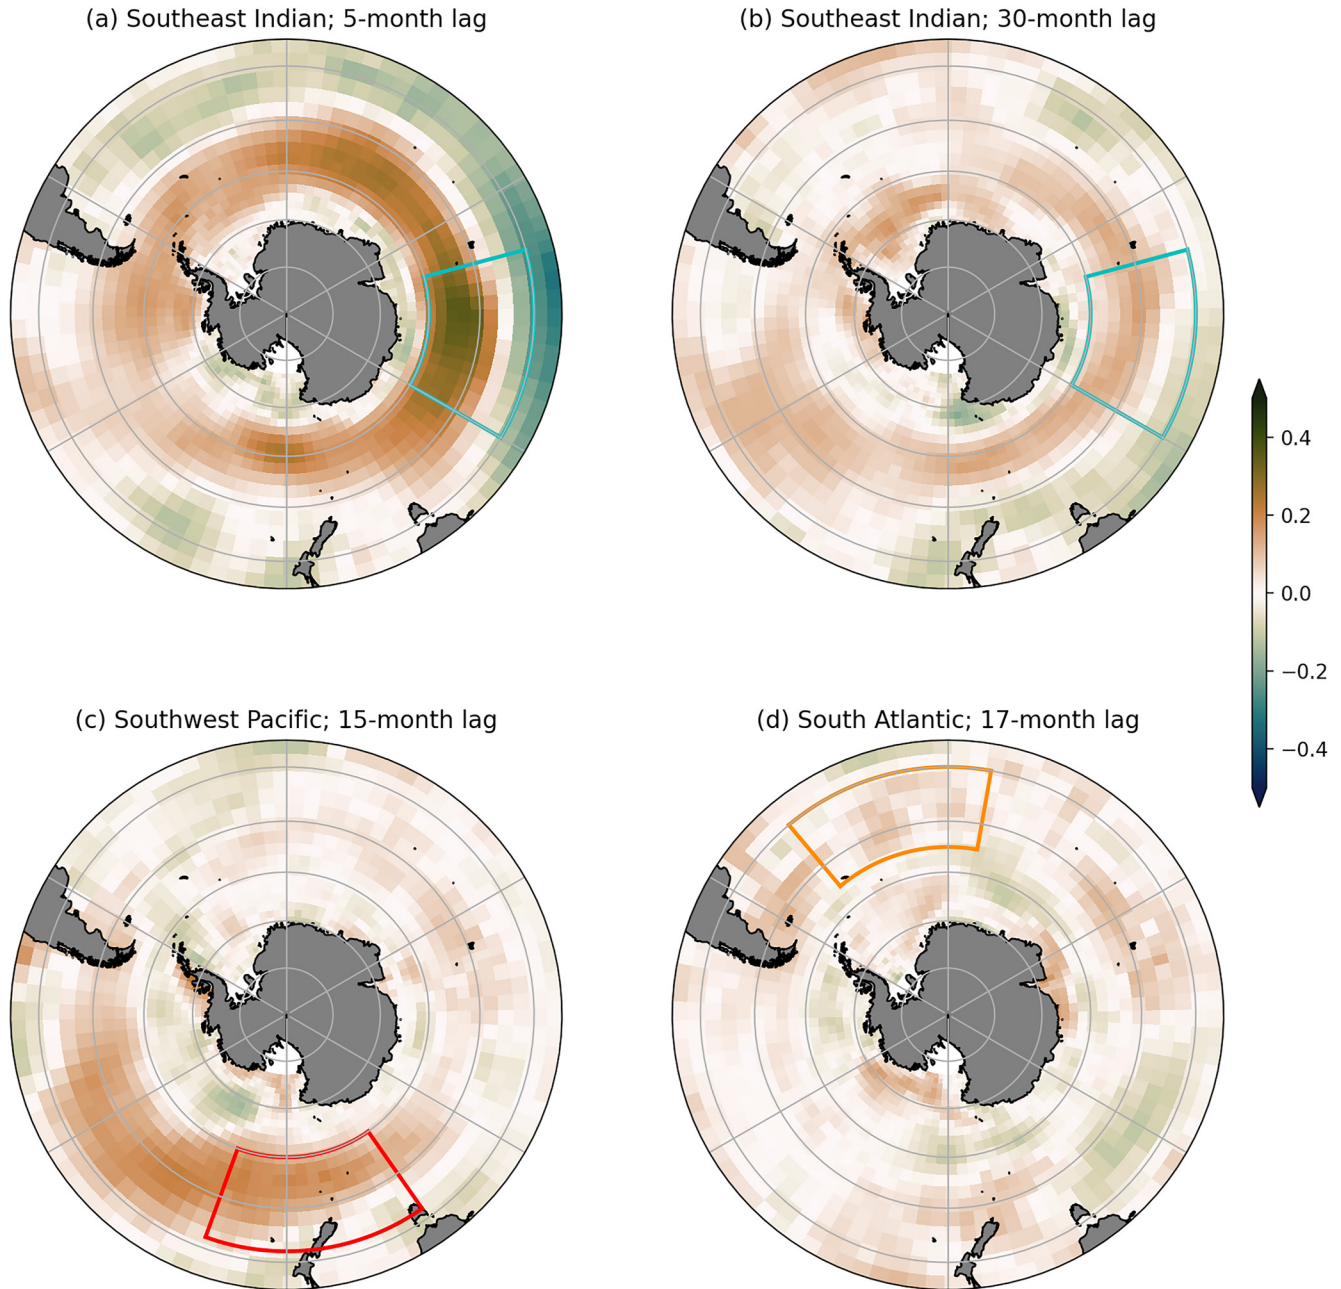 (a) Southeast Indian; 5-month lag
(b) Southeast Indian; 30-month lag
0.4
0.2
0.0
−0.2
−0.4
(c) Southwest Pacific; 15-month lag
(d) South Atlantic; 17-month lag